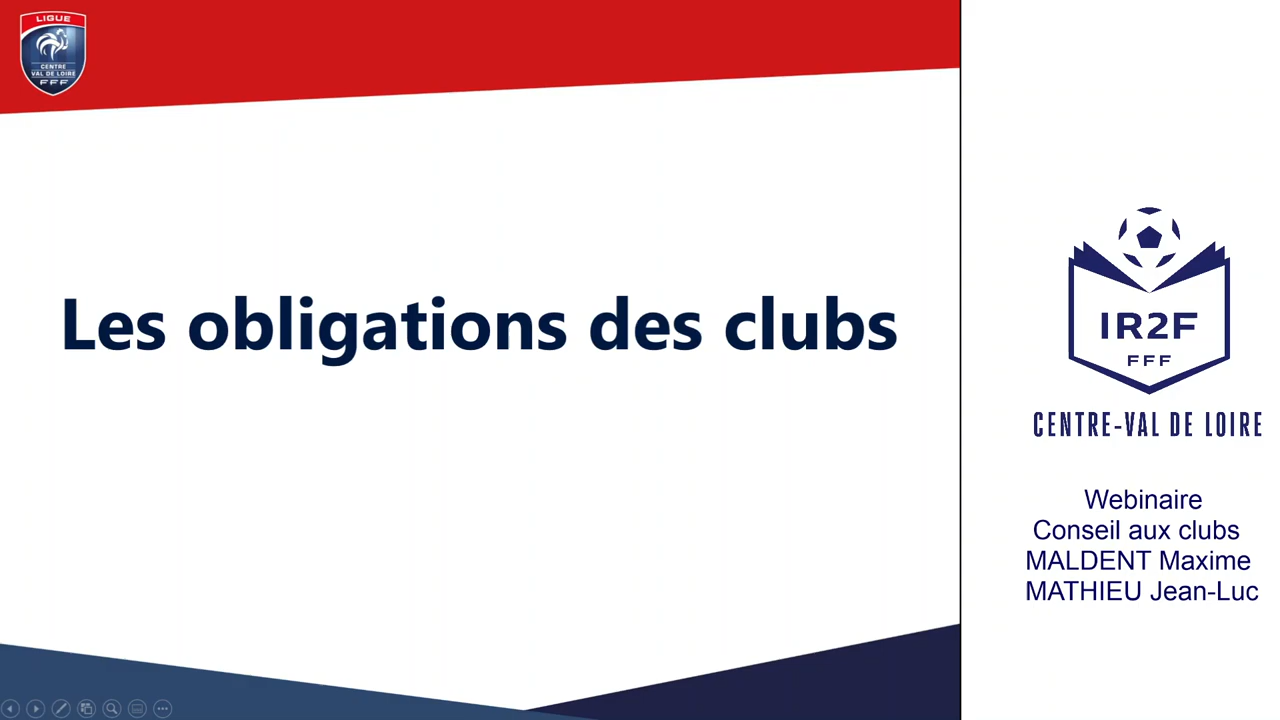 LIGUE
CENTRE
VAL DE LOIRE
FFF
Les obligations des clubs
IR2F
FFF
CENTRE-VAL DE LOIRE
Webinaire
Conseil aux clubs
MALDENT Maxime
MATHIEU Jean-Luc